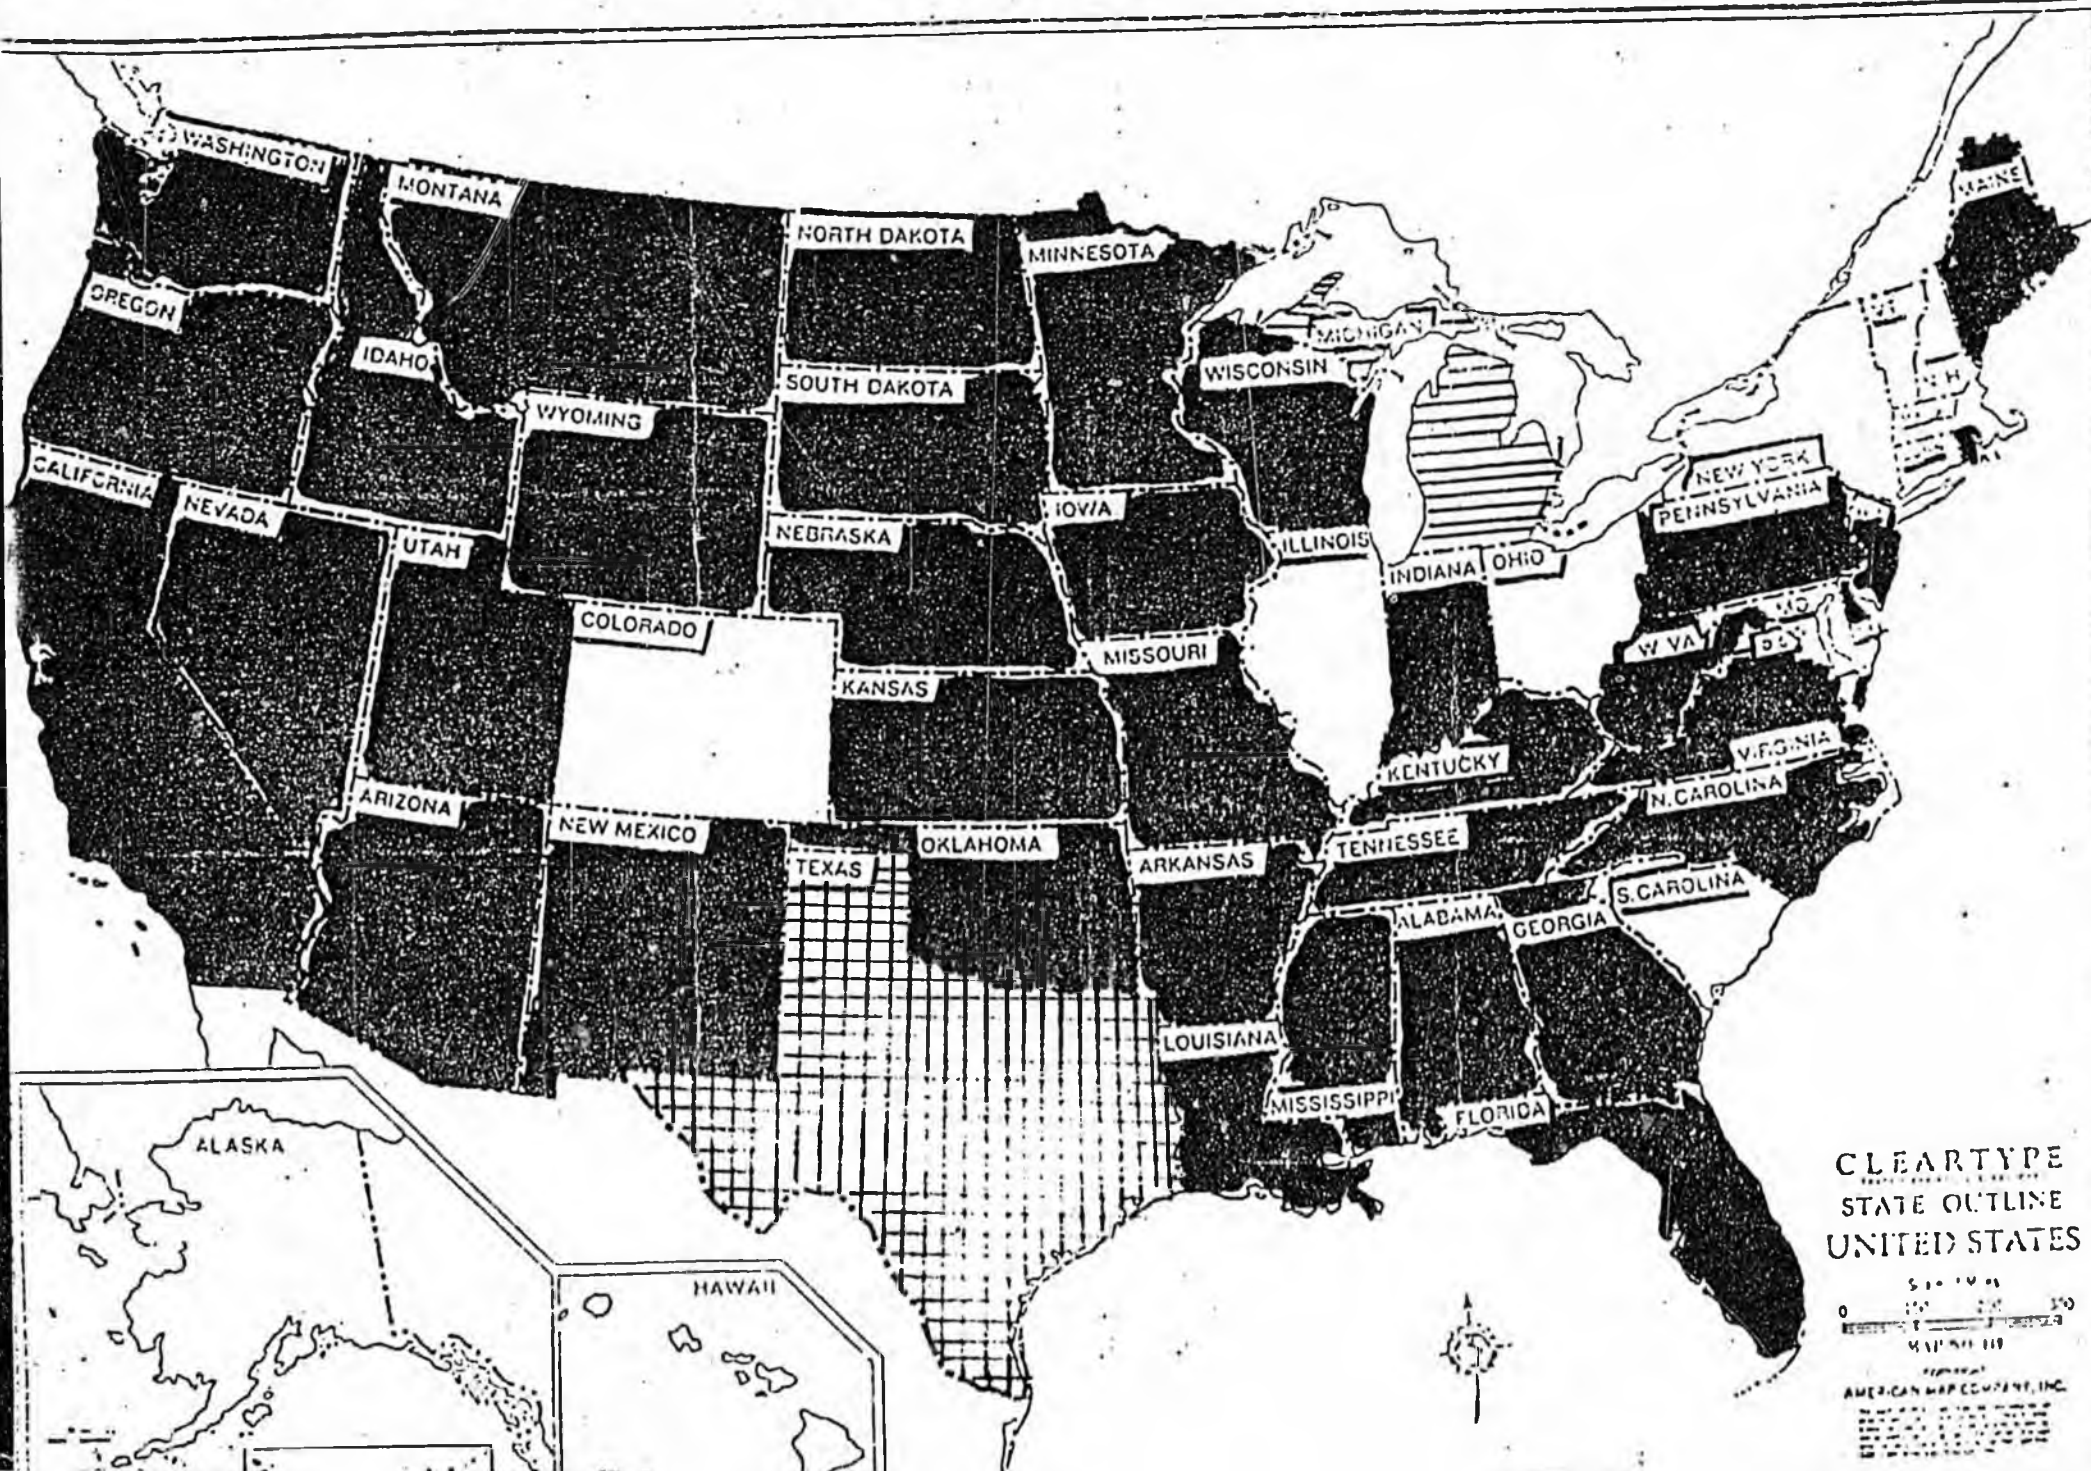 WASHINGTON
MONTANA
NORTH DAKOTA
MINNESOTA
MAINE
OREGON
IDAHO
MICHIGAN
WISCONSIN
SOUTH DAKOTA
WYOMING
N H
CALIFORNIA
NEVADA
UTAH
NEBRASKA
IOWA
ILLINOIS
INDIANA
OHIO
NEW YORK
PENNSYLVANIA
R I
COLORADO
MISSOURI
W VA
MD
KANSAS
KENTUCKY
VIRGINIA
N. CAROLINA
ARIZONA
NEW MEXICO
TEXAS
OKLAHOMA
ARKANSAS
TENNESSEE
S. CAROLINA
ALABAMA
GEORGIA
LOUISIANA
MISSISSIPPI
FLORIDA
ALASKA
HAWAII
CLEARTYPE
STATE OUTLINE
UNITED STATES
0
AMERICAN MAP COMPANY, INC.